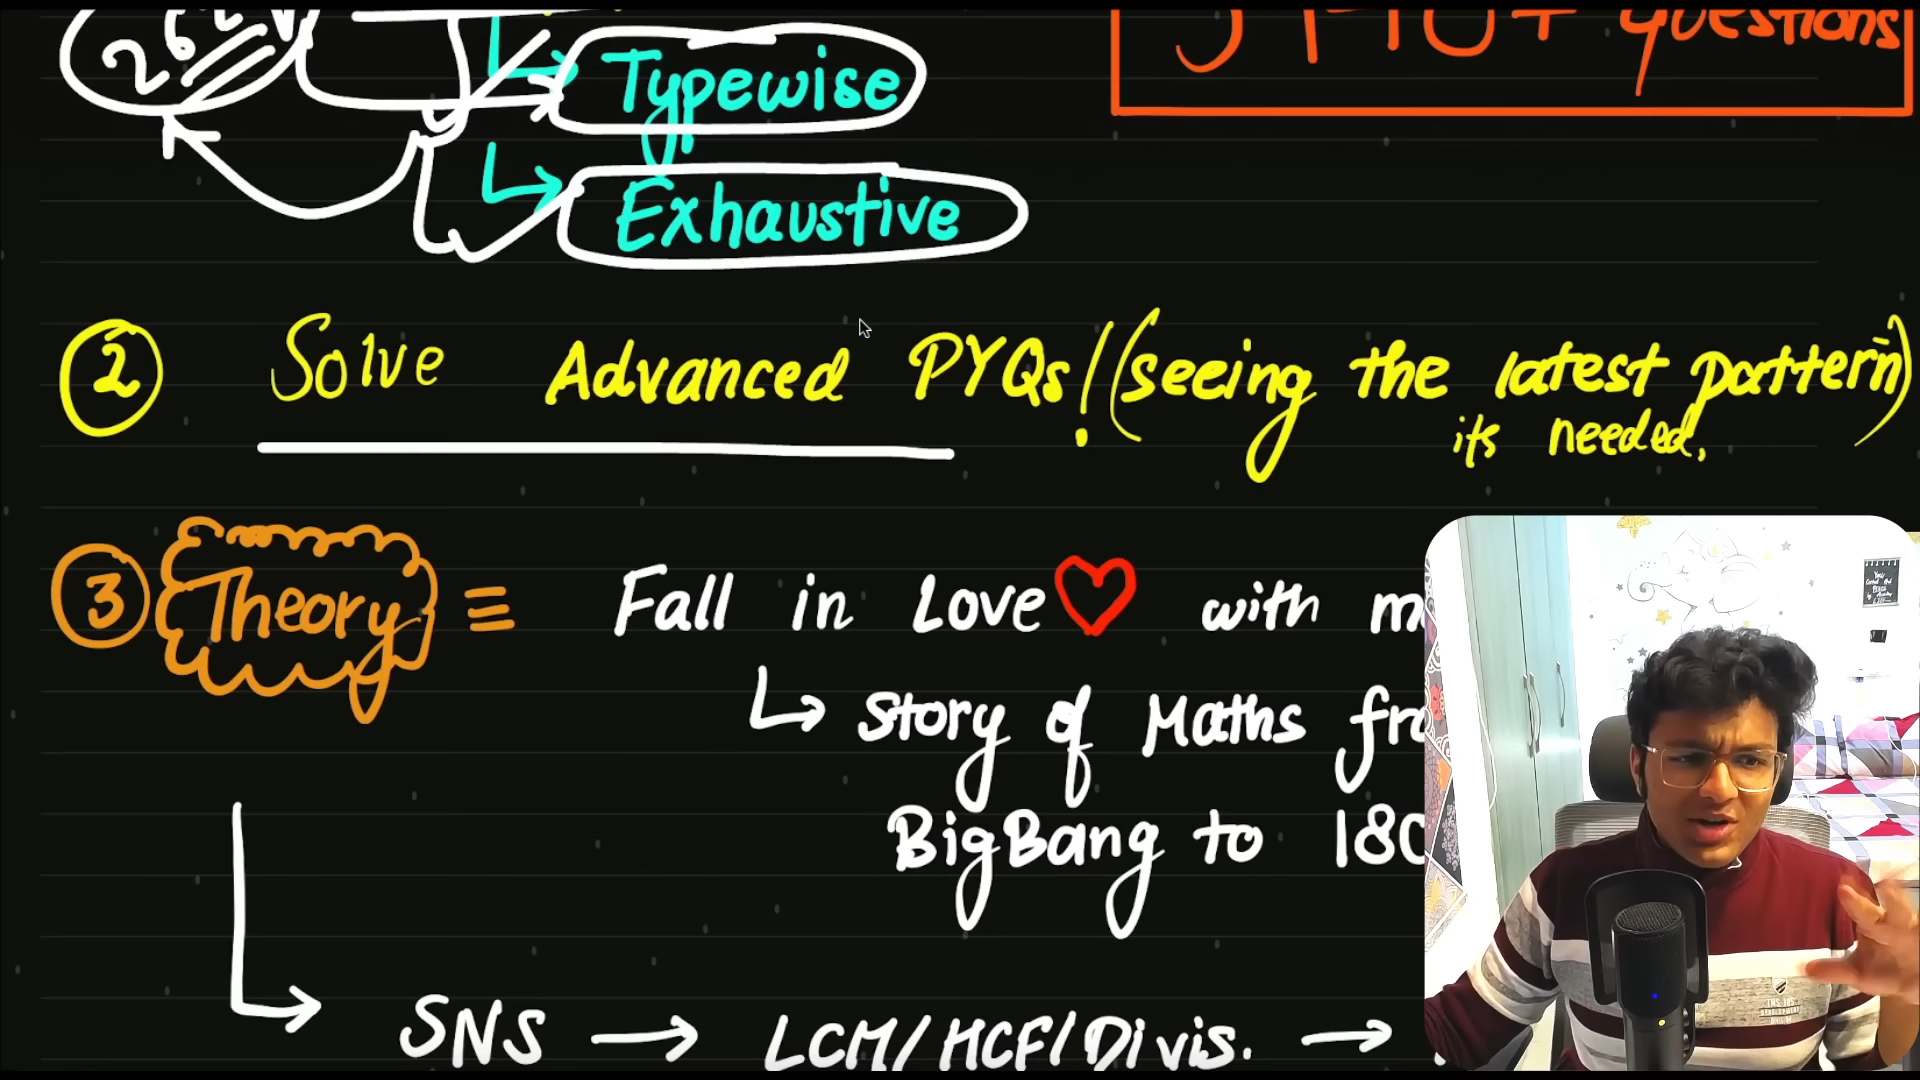 questions
Typewise
Exhaustive
2 Solve Advanced PYQs! (seeing the latest pattern)
its needed.
3 Theory ≡ Fall in Love ♡ with
↳ Story of Maths
BigBang to
SNS → LCM/HCF/Divis. →